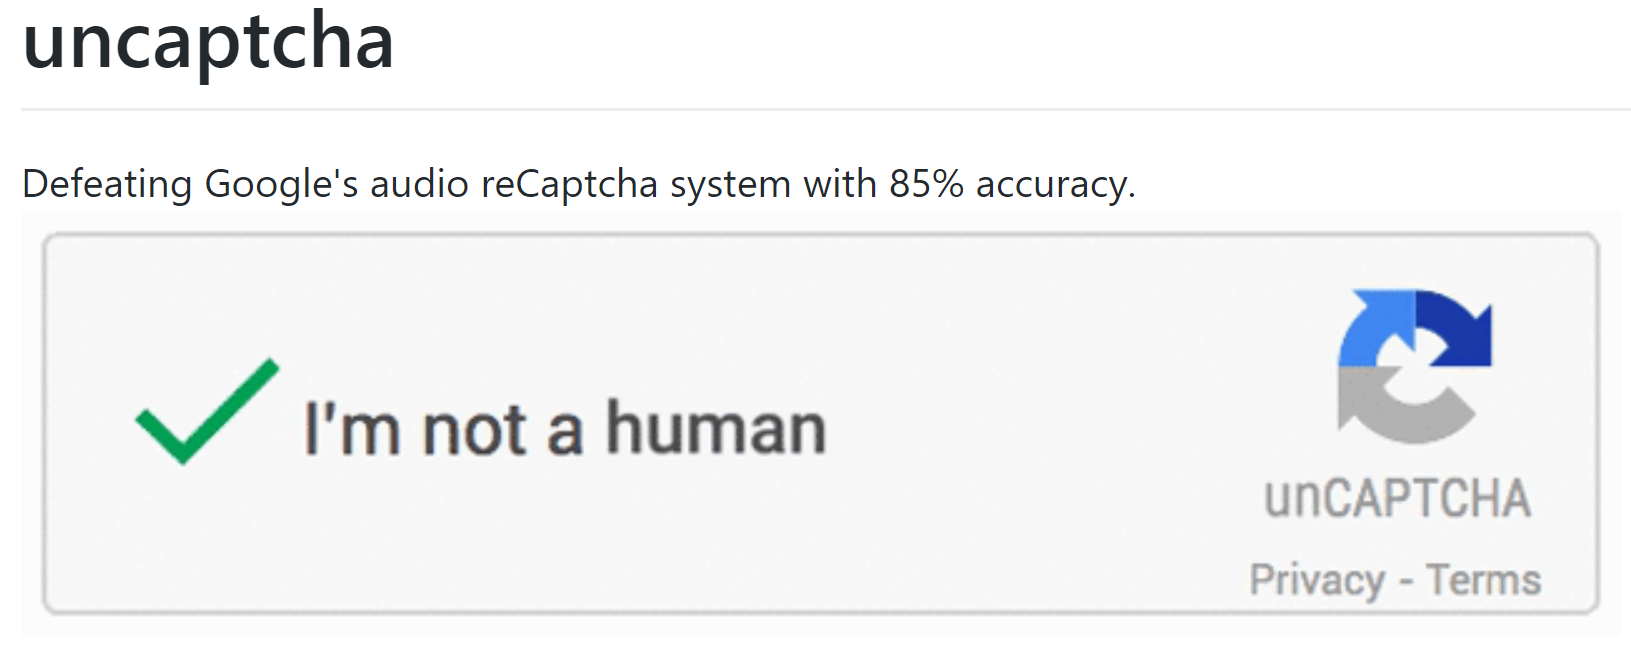 uncaptcha
Defeating Google's audio reCaptcha system with 85% accuracy.
I'm not a human
unCAPTCHA
Privacy - Terms